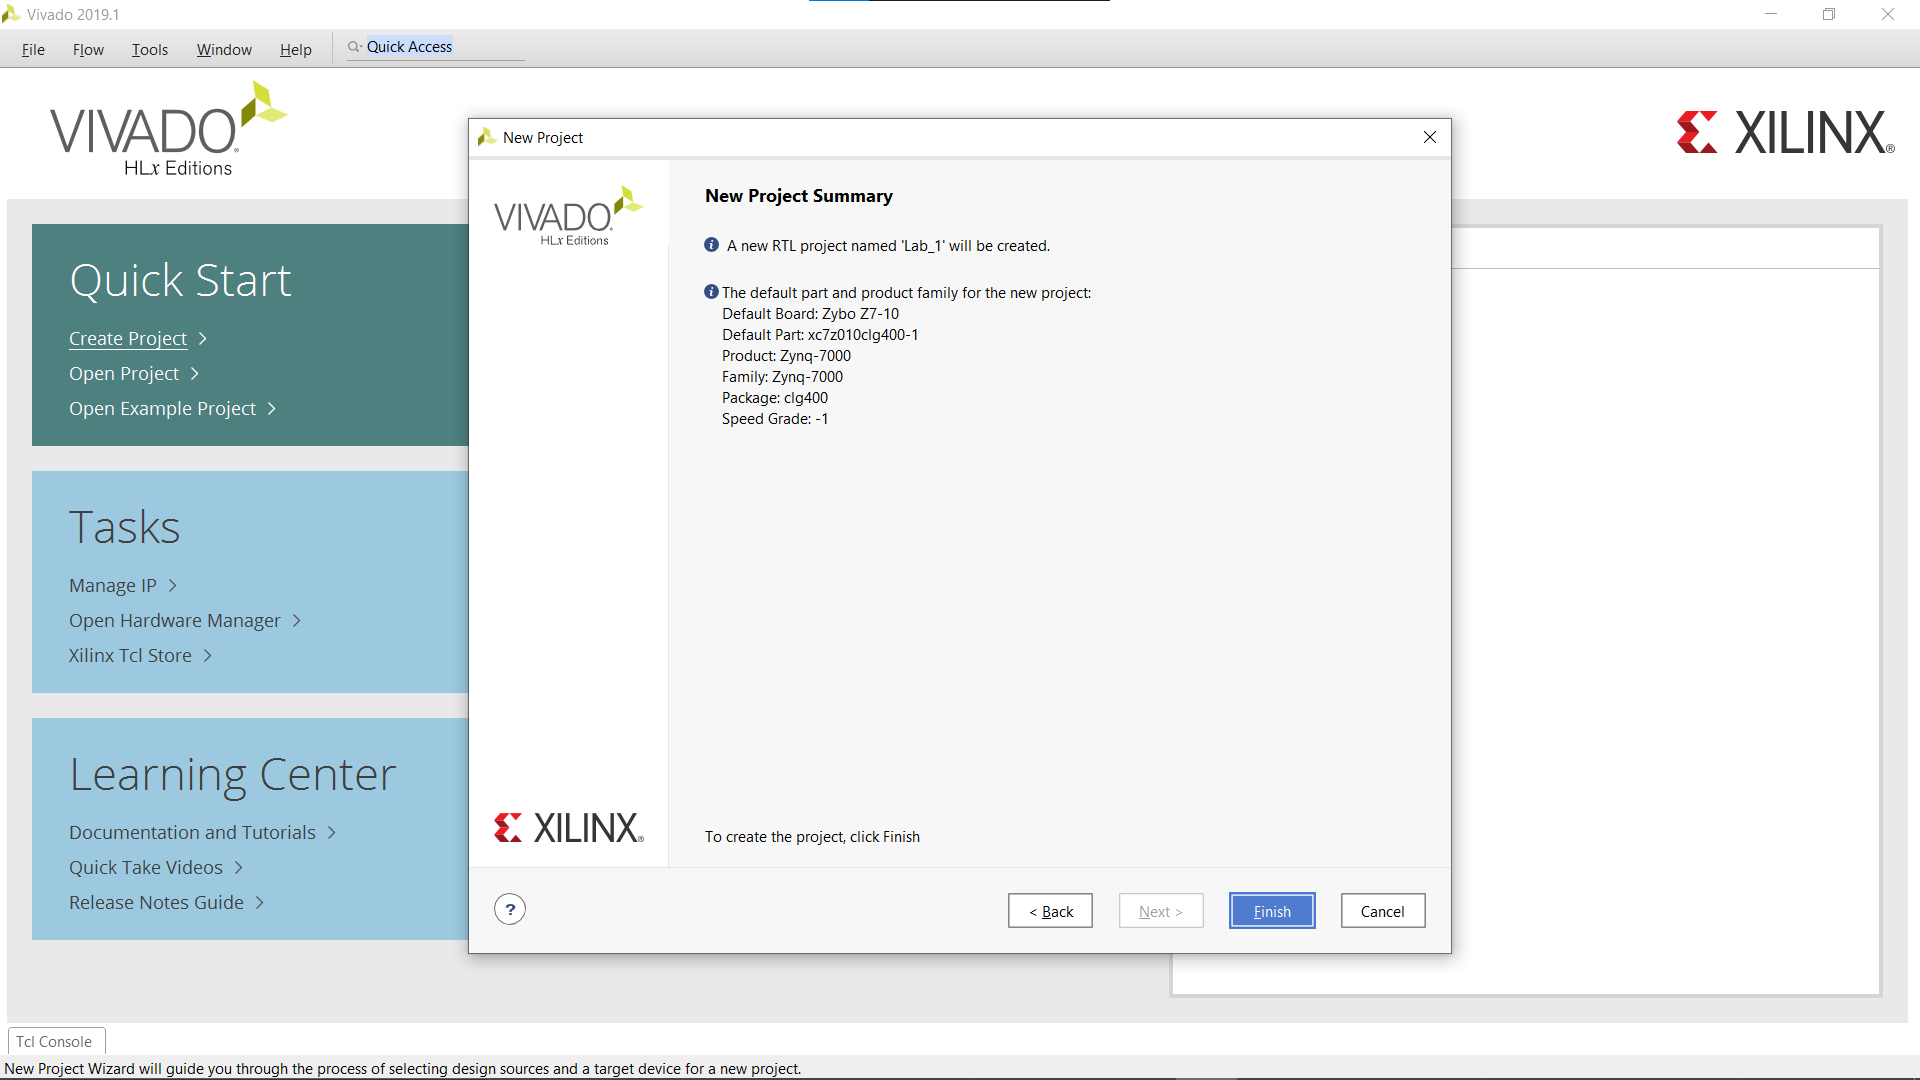 Vivado 2019.1
File Flow Tools Window Help Quick Access
VIVADO.
HLx Editions
XILINX®
Quick Start
Create Project
Open Project
Open Example Project
Tasks
Manage IP
Open Hardware Manager
Xilinx Tcl Store
Learning Center
Documentation and Tutorials
Quick Take Videos
Release Notes Guide
New Project
VIVADO.
HLx Editions
New Project Summary
A new RTL project named 'Lab_1' will be created.
The default part and product family for the new project:
Default Board: Zybo Z7-10
Default Part: xc7z010clg400-1
Product: Zynq-7000
Family: Zynq-7000
Package: clg400
Speed Grade: -1
XILINX®
To create the project, click Finish
? < Back Next > Finish Cancel
Tcl Console
New Project Wizard will guide you through the process of selecting design sources and a target device for a new project.